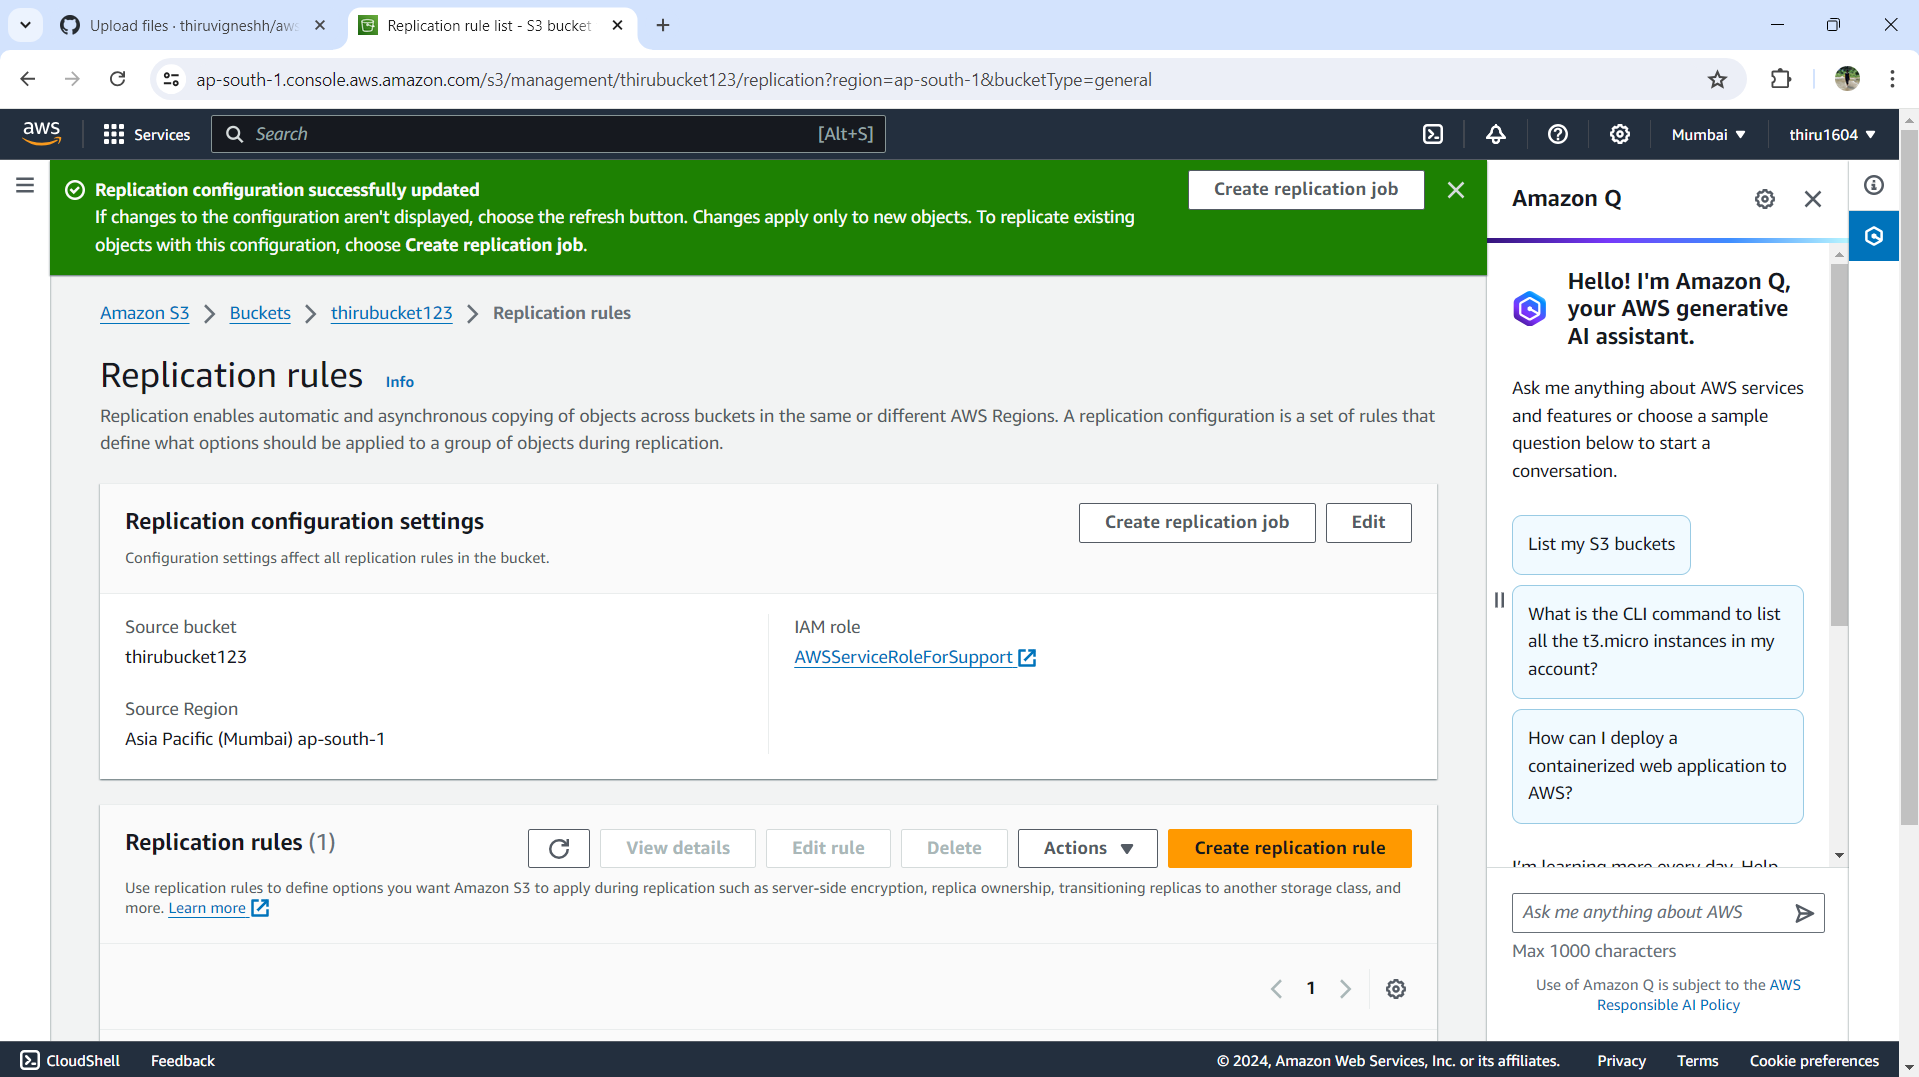 Upload files · thiruvigneshh/aws
Replication rule list - S3 bucket
ap-south-1.console.aws.amazon.com/s3/management/thirubucket123/replication?region=ap-south-1&bucketType=general
aws
Services
Search
[Alt+S]
Mumbai
thiru1604
Replication configuration successfully updated
If changes to the configuration aren't displayed, choose the refresh button. Changes apply only to new objects. To replicate existing
objects with this configuration, choose Create replication job.
Create replication job
Amazon S3
Buckets
thirubucket123
Replication rules
Replication rules
Info
Replication enables automatic and asynchronous copying of objects across buckets in the same or different AWS Regions. A replication configuration is a set of rules that
define what options should be applied to a group of objects during replication.
Replication configuration settings
Configuration settings affect all replication rules in the bucket.
Create replication job
Edit
Source bucket
thirubucket123
Source Region
Asia Pacific (Mumbai) ap-south-1
IAM role
AWSServiceRoleForSupport
Replication rules (1)
View details
Edit rule
Delete
Actions
Create replication rule
Use replication rules to define options you want Amazon S3 to apply during replication such as server-side encryption, replica ownership, transitioning replicas to another storage class, and
more. Learn more
1
Amazon Q
Hello! I'm Amazon Q,
your AWS generative
AI assistant.
Ask me anything about AWS services
and features or choose a sample
question below to start a
conversation.
List my S3 buckets
What is the CLI command to list
all the t3.micro instances in my
account?
How can I deploy a
containerized web application to
AWS?
I'm learning more every day. Help
Ask me anything about AWS
Max 1000 characters
Use of Amazon Q is subject to the AWS
Responsible AI Policy
CloudShell
Feedback
© 2024, Amazon Web Services, Inc. or its affiliates.
Privacy
Terms
Cookie preferences